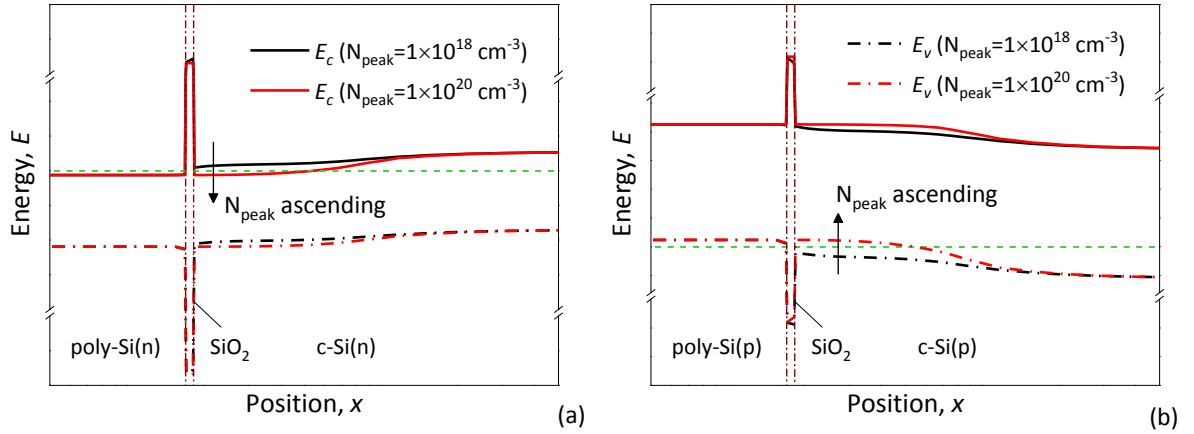 E_c (N_peak=1×10^18 cm^-3)
E_c (N_peak=1×10^20 cm^-3)
N_peak ascending
poly-Si(n)
SiO_2
c-Si(n)
Energy, E
Position, x
(a)
E_v (N_peak=1×10^18 cm^-3)
E_v (N_peak=1×10^20 cm^-3)
N_peak ascending
poly-Si(p)
SiO_2
c-Si(p)
Energy, E
Position, x
(b)